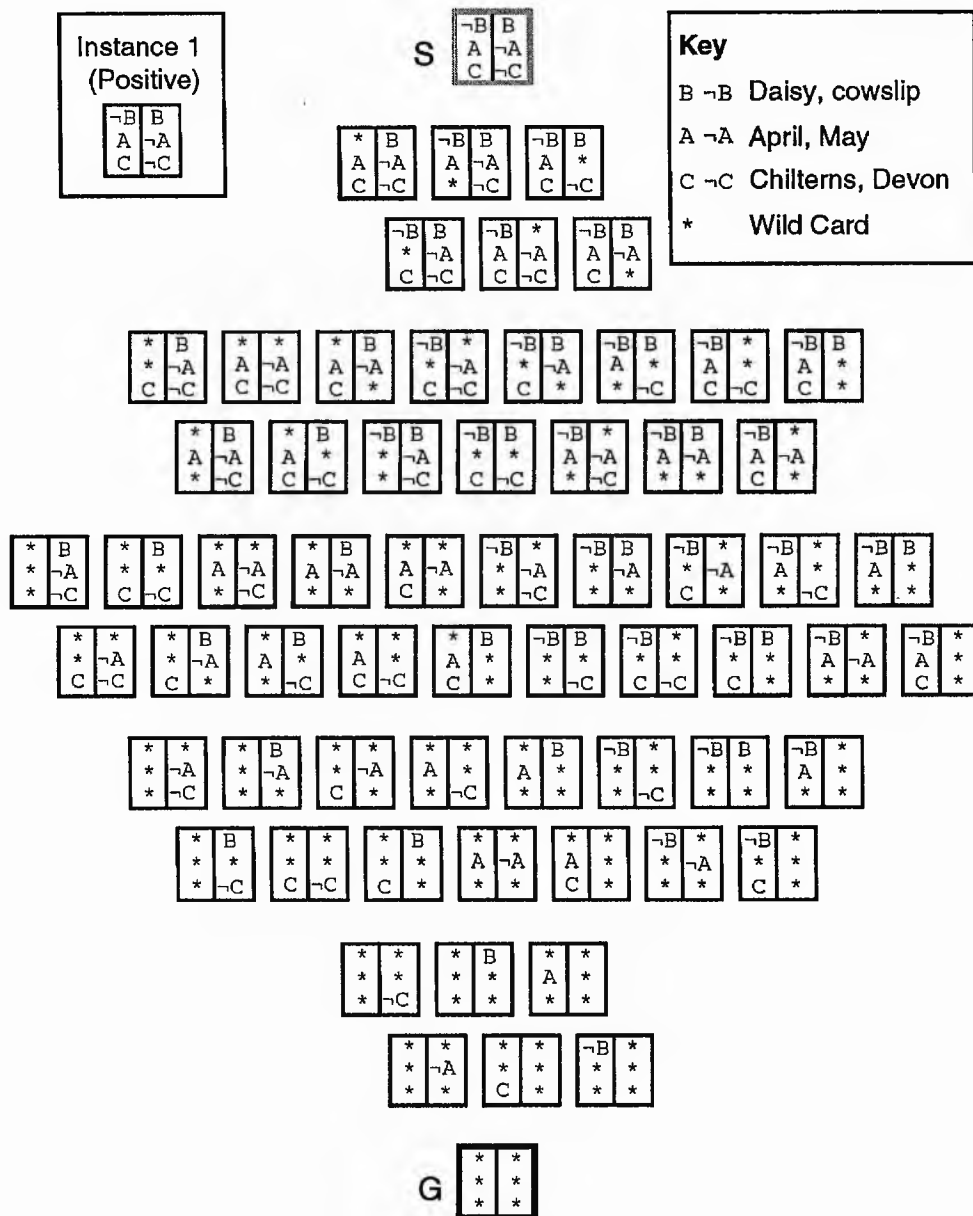 Instance 1
(Positive)
¬B B
A ¬A
C ¬C
S
¬B B
A ¬A
C ¬C
Key
B ¬B Daisy, cowslip
A ¬A April, May
C ¬C Chilterns, Devon
* Wild Card
* B ¬B B ¬B B
A ¬A A ¬A A *
C ¬C * ¬C C ¬C
¬B B ¬B * ¬B B
* ¬A A ¬A A ¬A
C ¬C C ¬C C *
* B * * * B ¬B * ¬B B ¬B B ¬B * ¬B B
* ¬A A ¬A A ¬A * ¬A * ¬A A * A * A *
C ¬C C ¬C C * C ¬C C * * ¬C C ¬C C *
* B * B ¬B B ¬B B ¬B * ¬B B ¬B *
A ¬A A * * ¬A * * A ¬A A ¬A A ¬A
* ¬C C ¬C * ¬C C ¬C * ¬C * * C *
* B * B * * * B * * ¬B * ¬B B ¬B * ¬B * ¬B B
* ¬A * * A ¬A A ¬A A ¬A * ¬A * ¬A * ¬A A * A *
* ¬C C ¬C * ¬C * * C * * ¬C * * C * * ¬C * *
* * * B * B * * * B ¬B B ¬B * ¬B B ¬B * ¬B *
* ¬A * ¬A A * A * A * * * * * * * A ¬A A *
C ¬C C * * ¬C C ¬C C * * ¬C C ¬C C * * * C *
* * * B * * * * * B ¬B * ¬B B ¬B *
* ¬A * ¬A * ¬A A * A * * * * * A *
* ¬C * * C * * ¬C * * * ¬C * * * *
* B * * * B * * * * ¬B * ¬B *
* * * * * * A ¬A A * * ¬A * *
* ¬C C ¬C C * * * C * * * C *
* * * B * *
* * * * A *
* ¬C * * * *
* * * * ¬B *
* ¬A * * * *
* * C * * *
G
* *
* *
* *